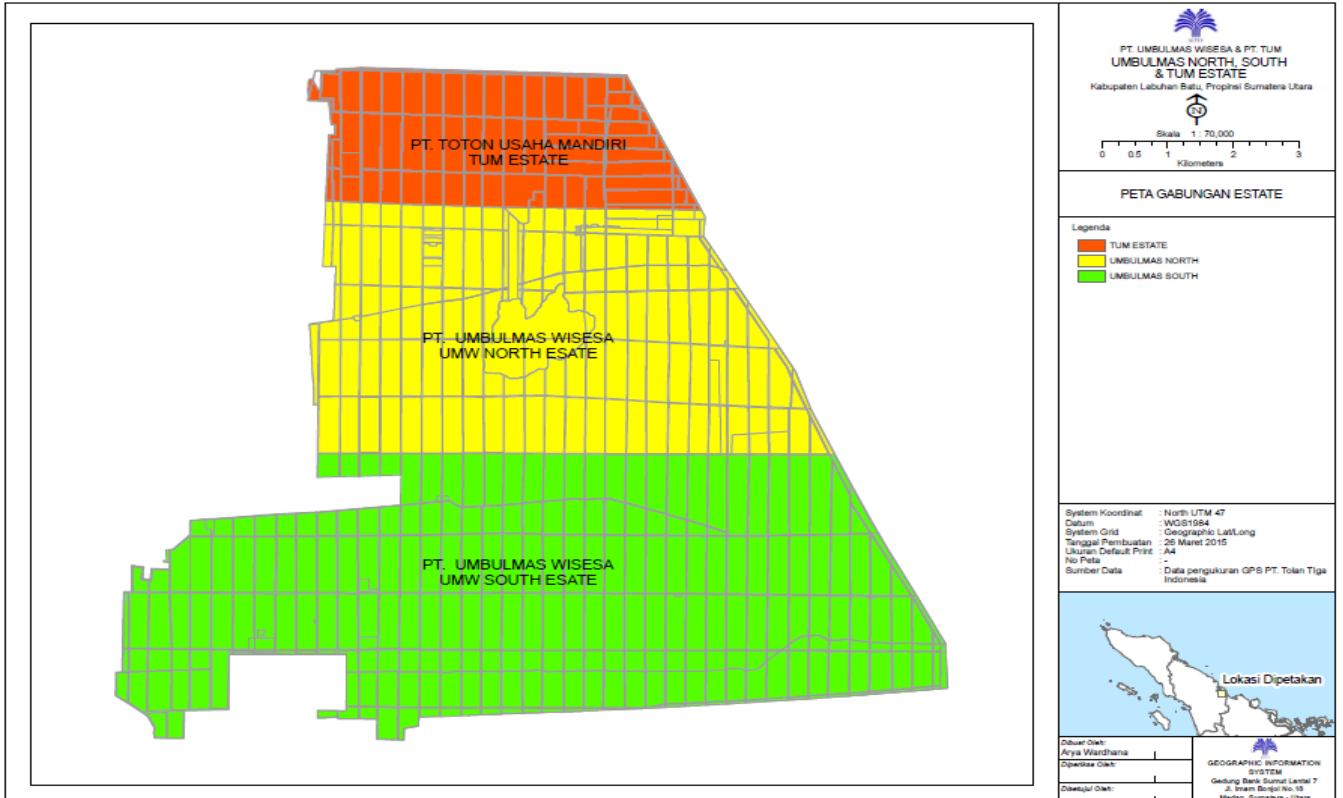 PT. TOTON USAHA MANDIRI
TUM ESTATE
PT. UMBULMAS WISESA
UMW NORTH ESATE
PT. UMBULMAS WISESA
UMW SOUTH ESATE
PT. UMBULMAS WISESA & PT. TUM
UMBULMAS NORTH, SOUTH
& TUM ESTATE
Kabupaten Labuhan Batu, Propinsi Sumatera Utara
N
Skala 1 : 70,000
0 0.5 1 2 3
Kilometers
PETA GABUNGAN ESTATE
Legenda
TUM ESTATE
UMBULMAS NORTH
UMBULMAS SOUTH
System Koordinat : North UTM 47
Datum : WGS1984
System Grid : Geographic Lat/Long
Tanggal Pembuatan : 26 Maret 2015
Ukuran Default Print : A4
No Peta : -
Sumber Data : Data pengukuran GPS PT. Tolan Tiga
Indonesia
Lokasi Dipetakan
Dibuat Oleh:
Arya Wardhana
Diperiksa Oleh:
Disetujui Oleh:
GEOGRAPHIC INFORMATION
SYSTEM
Gedung Bank Sumut Lantai 7
Jl. Imam Bonjol No.18
Medan, Sumatera - Utara